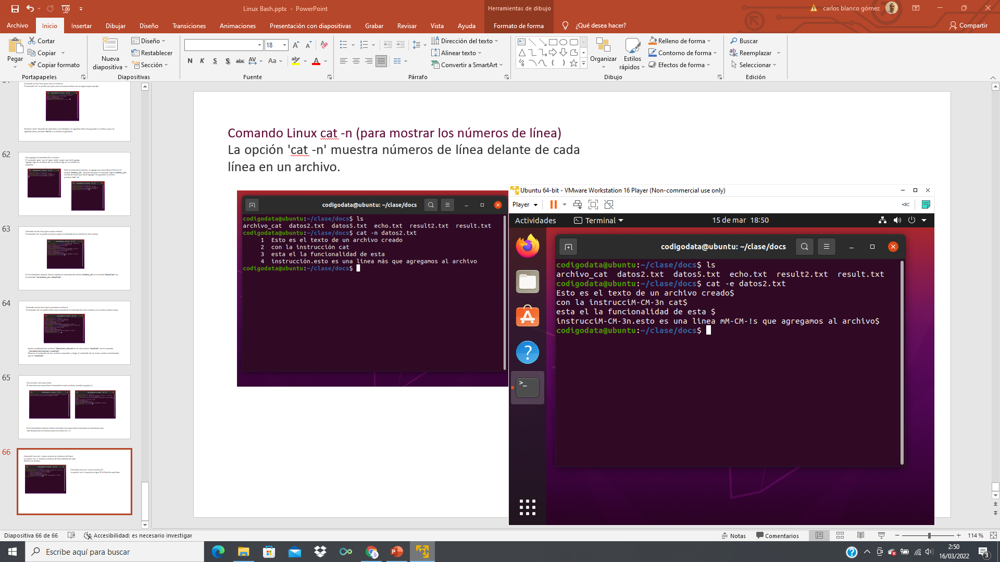 Linux Bash.pptx - PowerPoint
Herramientas de dibujo
carlos blanco gómez
Archivo Inicio Insertar Dibujar Diseño Transiciones Animaciones Presentación con diapositivas Grabar Revisar Vista Ayuda Formato de forma ¿Qué desea hacer? Compartir
Pegar
Cortar
Copiar
Copiar formato
Portapapeles
Nueva diapositiva
Diseño
Restablecer
Sección
Diapositivas
18
N K S S abc AV Aa A
Fuente
Dirección del texto
Alinear texto
Convertir a SmartArt
Párrafo
Organizar
Estilos rápidos
Relleno de forma
Contorno de forma
Efectos de forma
Dibujo
Buscar
Reemplazar
Seleccionar
Edición
62
63
64
65
66
Comando Linux cat -n (para mostrar los números de línea)
La opción 'cat -n' muestra números de línea delante de cada
línea en un archivo.
codigodata@ubuntu: ~/clase/docs
codigodata@ubuntu:~/clase/docs$ ls
archivo_cat datos2.txt datos5.txt echo.txt result2.txt result.txt
codigodata@ubuntu:~/clase/docs$ cat -n datos2.txt
1 Esto es el texto de un archivo creado
2 con la instrucción cat
3 esta el la funcionalidad de esta
4 instrucción.esto es una linea más que agregamos al archivo
codigodata@ubuntu:~/clase/docs$
Ubuntu 64-bit - VMware Workstation 16 Player (Non-commercial use only)
Player
Actividades Terminal 15 de mar 18:50
codigodata@ubuntu: ~/clase/docs
codigodata@ubuntu:~/clase/docs$ ls
archivo_cat datos2.txt datos5.txt echo.txt result2.txt result.txt
codigodata@ubuntu:~/clase/docs$ cat -e datos2.txt
Esto es el texto de un archivo creado$
con la instrucciM-CM-3n cat$
esta el la funcionalidad de esta $
instrucciM-CM-3n.esto es una linea mM-CM-!s que agregamos al archivo$
codigodata@ubuntu:~/clase/docs$
Diapositiva 66 de 66 Accesibilidad: es necesario investigar
Notas Comentarios 114 %
Escribe aquí para buscar
2:50
16/03/2022
3